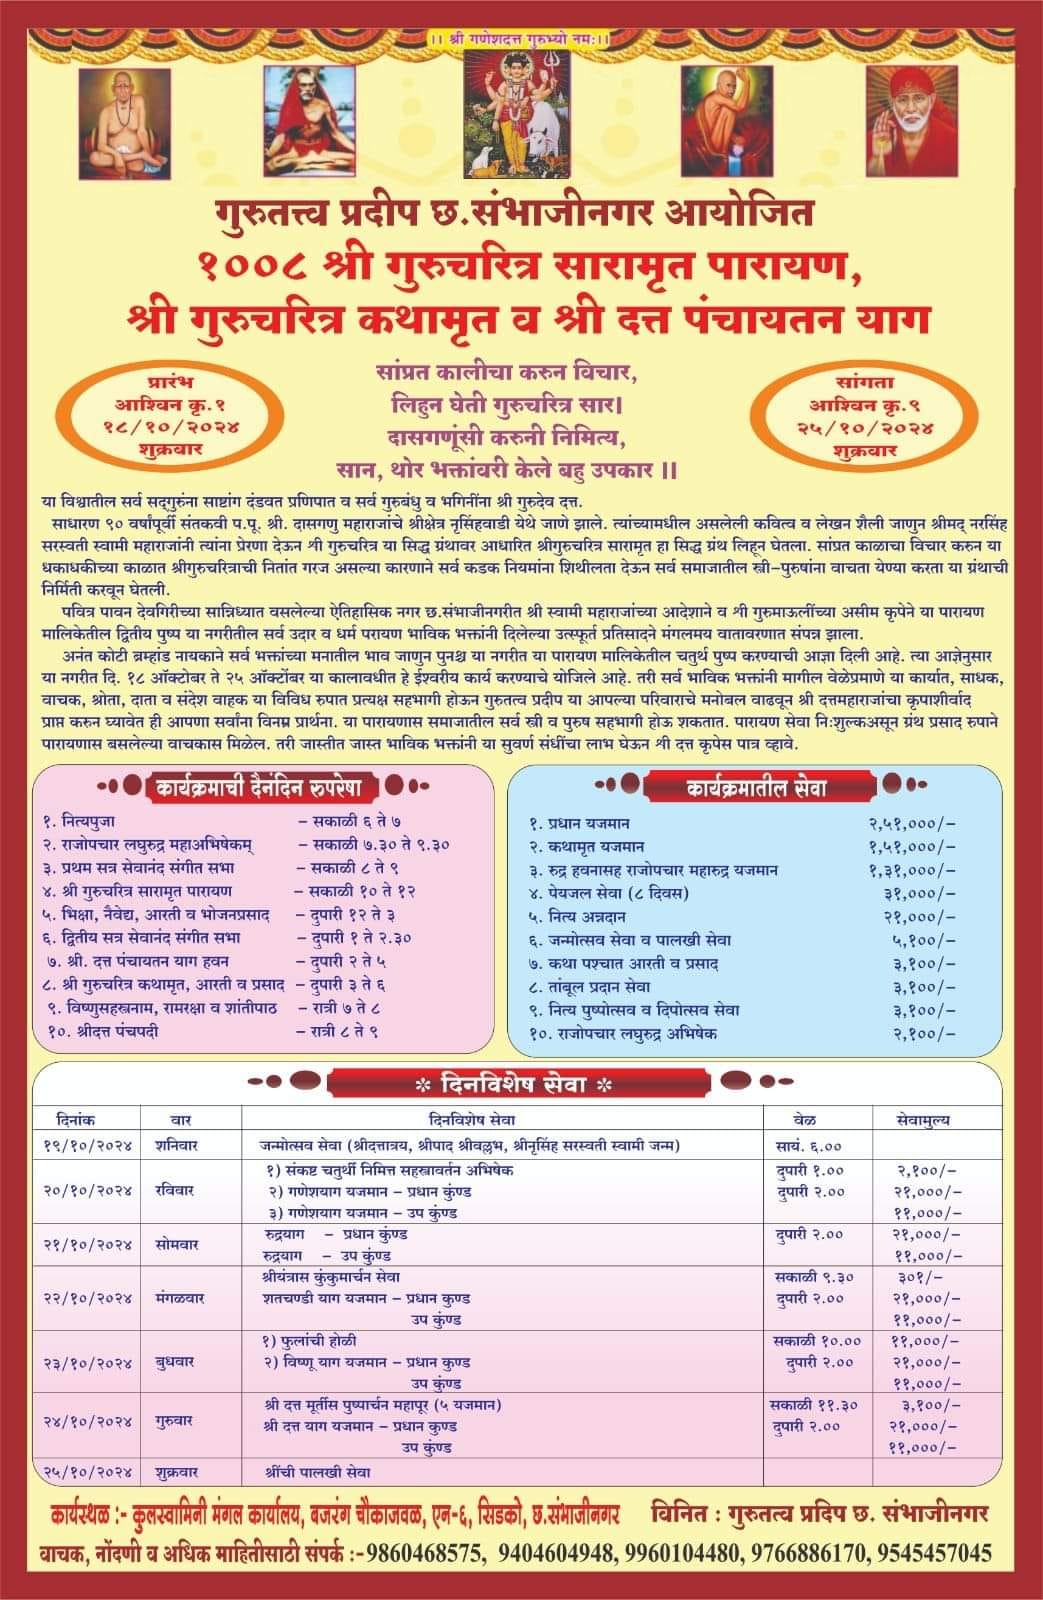 ।। श्री गणेशदत्त गुरुभ्यो नमः।।
गुरुतत्त्व प्रदीप छ.संभाजीनगर आयोजित
१००८ श्री गुरुचरित्र सारामृत पारायण,
श्री गुरुचरित्र कथामृत व श्री दत्त पंचायतन याग
प्रारंभ
आश्विन कृ.१
१८/१०/२०२४
शुक्रवार
सांप्रत कालीचा करुन विचार,
लिहुन घेती गुरुचरित्र सार।
दासगणूंसी करुनी निमित्य,
सान, थोर भक्तांवरी केले बहु उपकार ।।
सांगता
आश्विन कृ.९
२५/१०/२०२४
शुक्रवार
या विश्वातील सर्व सद्‌गुरुंना साष्टांग दंडवत प्रणिपात व सर्व गुरुबंधु व भगिनींना श्री गुरुदेव दत्त.
साधारण ९० वर्षांपूर्वी संतकवी प.पू. श्री. दासगणु महाराजांचे श्रीक्षेत्र नृसिंहवाडी येथे जाणे झाले. त्यांच्यामधील असलेली कवित्व व लेखन शैली जाणुन श्रीमद् नरसिंह
सरस्वती स्वामी महाराजांनी त्यांना प्रेरणा देऊन श्री गुरुचरित्र या सिद्ध ग्रंथावर आधारित श्रीगुरुचरित्र सारामृत हा सिद्ध ग्रंथ लिहून घेतला. सांप्रत काळाचा विचार करुन या
धकाधकीच्या काळात श्रीगुरुचरित्राची नितांत गरज असल्या कारणाने सर्व कडक नियमांना शिथीलता देऊन सर्व समाजातील स्त्री-पुरुषांना वाचता येण्या करता या ग्रंथाची
निर्मिती करवून घेतली.
पवित्र पावन देवगिरीच्या सान्निध्यात वसलेल्या ऐतिहासिक नगर छ.संभाजीनगरीत श्री स्वामी महाराजांच्या आदेशाने व श्री गुरुमाऊलींच्या असीम कृपेने या पारायण
मालिकेतील द्वितीय पुष्प या नगरीतील सर्व उदार व धर्म परायण भाविक भक्तांनी दिलेल्या उत्स्फूर्त प्रतिसादने मंगलमय वातावरणात संपन्न झाला.
अनंत कोटी ब्रम्हांड नायकाने सर्व भक्तांच्या मनातील भाव जाणुन पुनश्च या नगरीत या पारायण मालिकेतील चतुर्थ पुष्प करण्याची आज्ञा दिली आहे. त्या आज्ञेनुसार
या नगरीत दि. १८ ऑक्टोबर ते २५ ऑक्टोंबर या कालावधीत हे ईश्वरीय कार्य करण्याचे योजिले आहे. तरी सर्व भाविक भक्तांनी मागील वेळेप्रमाणे या कार्यात, साधक,
वाचक, श्रोता, दाता व संदेश वाहक या विविध रुपात प्रत्यक्ष सहभागी होऊन गुरुतत्व प्रदीप या आपल्या परिवाराचे मनोबल वाढवून श्री दत्तमहाराजांचा कृपाशीर्वाद
प्राप्त करुन घ्यावेत ही आपणा सर्वांना विनम्र प्रार्थना. या पारायणास समाजातील सर्व स्त्री व पुरुष सहभागी होऊ शकतात. पारायण सेवा नि:शुल्कअसून ग्रंथ प्रसाद रुपाने
पारायणास बसलेल्या वाचकास मिळेल. तरी जास्तीत जास्त भाविक भक्तांनी या सुवर्ण संधींचा लाभ घेऊन श्री दत्त कृपेस पात्र व्हावे.
कार्यक्रमाची दैनंदिन रुपरेषा
१. नित्यपुजा – सकाळी ६ ते ७
२. राजोपचार लघुरुद्र महाअभिषेकम् – सकाळी ७.३० ते ९.३०
३. प्रथम सत्र सेवानंद संगीत सभा – सकाळी ८ ते ९
४. श्री गुरुचरित्र सारामृत पारायण – सकाळी १० ते १२
५. भिक्षा, नैवेद्य, आरती व भोजनप्रसाद – दुपारी १२ ते ३
६. द्वितीय सत्र सेवानंद संगीत सभा – दुपारी १ ते २.३०
७. श्री. दत्त पंचायतन याग हवन – दुपारी २ ते ५
८. श्री गुरुचरित्र कथामृत, आरती व प्रसाद – दुपारी ३ ते ६
९. विष्णुसहस्त्रनाम, रामरक्षा व शांतीपाठ – रात्री ७ ते ८
१०. श्रीदत्त पंचपदी – रात्री ८ ते ९
कार्यक्रमातील सेवा
१. प्रधान यजमान २,५१,०००/–
२. कथामृत यजमान १,५१,०००/–
३. रुद्र हवनासह राजोपचार महारुद्र यजमान १,३१,०००/–
४. पेयजल सेवा (८ दिवस) ३१,०००/–
५. नित्य अन्नदान २१,०००/–
६. जन्मोत्सव सेवा व पालखी सेवा ५,१००/–
७. कथा पश्चात आरती व प्रसाद ३,१००/–
८. तांबूल प्रदान सेवा ३,१००/–
९. नित्य पुष्पोत्सव व दिपोत्सव सेवा ३,१००/–
१०. राजोपचार लघुरुद्र अभिषेक २,१००/–
* दिनविशेष सेवा *
दिनांक वार दिनविशेष सेवा वेळ सेवामुल्य
१९/१०/२०२४ शनिवार जन्मोत्सव सेवा (श्रीदत्तात्रय, श्रीपाद श्रीवल्लभ, श्रीनृसिंह सरस्वती स्वामी जन्म) सायं. ६.००
१) संकष्ट चतुर्थी निमित्त सहस्त्रावर्तन अभिषेक दुपारी १.०० २,१००/–
२०/१०/२०२४ रविवार २) गणेशयाग यजमान – प्रधान कुंण्ड दुपारी २.०० २१,०००/–
३) गणेशयाग यजमान – उप कुंण्ड ११,०००/–
२१/१०/२०२४ सोमवार रुद्रयाग – प्रधान कुंण्ड दुपारी २.०० २१,०००/–
रुद्रयाग – उप कुंण्ड ११,०००/–
श्रीयंत्रास कुंकुमार्चन सेवा सकाळी ९.३० ३०१/–
२२/१०/२०२४ मंगळवार शतचण्डी याग यजमान – प्रधान कुण्ड दुपारी २.०० २१,०००/–
उप कुंण्ड ११,०००/–
१) फुलांची होळी सकाळी १०.०० ११,०००/–
२३/१०/२०२४ बुधवार २) विष्णू याग यजमान – प्रधान कुण्ड दुपारी २.०० २१,०००/–
उप कुंण्ड ११,०००/–
श्री दत्त मूर्तीस पुष्पार्चन महापूर (५ यजमान) सकाळी ११.३० ३,१००/–
२४/१०/२०२४ गुरुवार श्री दत्त याग यजमान – प्रधान कुण्ड दुपारी २.०० २१,०००/–
उप कुंण्ड ११,०००/–
२५/१०/२०२४ शुक्रवार श्रींची पालखी सेवा
कार्यस्थळ :- कुलस्वामिनी मंगल कार्यालय, बजरंग चौकाजवळ, एन-६, सिडको, छ.संभाजीनगर विनित : गुरुतत्व प्रदिप छ. संभाजीनगर
वाचक, नोंदणी व अधिक माहितीसाठी संपर्क :-9860468575, 9404604948, 9960104480, 9766886170, 9545457045